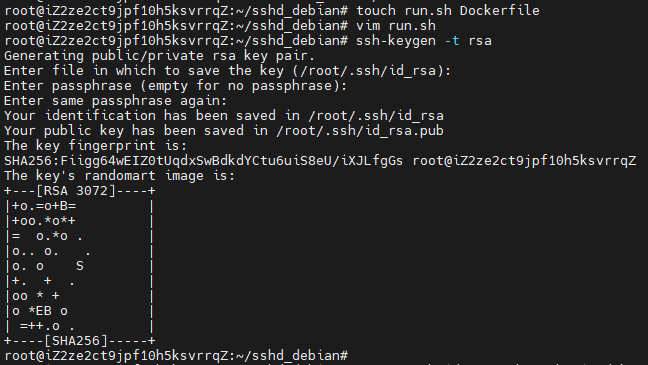 root@iZ2ze2ct9jpf10h5ksvrrqZ:~/sshd_debian# touch run.sh Dockerfile
root@iZ2ze2ct9jpf10h5ksvrrqZ:~/sshd_debian# vim run.sh
root@iZ2ze2ct9jpf10h5ksvrrqZ:~/sshd_debian# ssh-keygen -t rsa
Generating public/private rsa key pair.
Enter file in which to save the key (/root/.ssh/id_rsa):
Enter passphrase (empty for no passphrase):
Enter same passphrase again:
Your identification has been saved in /root/.ssh/id_rsa
Your public key has been saved in /root/.ssh/id_rsa.pub
The key fingerprint is:
SHA256:Fiigg64wEIZ0tUqdxSwBdkdYCtu6uiS8eU/iXJLfgGs root@iZ2ze2ct9jpf10h5ksvrrqZ
The key's randomart image is:
+---[RSA 3072]----+
|+o.=o+B=         |
|+oo.*o*+         |
|=  o.*o .        |
|o.. o.   .       |
|o. o    S        |
|+.  +  .         |
|oo * +           |
|o *EB o          |
| =++.o .         |
+----[SHA256]-----+
root@iZ2ze2ct9jpf10h5ksvrrqZ:~/sshd_debian#